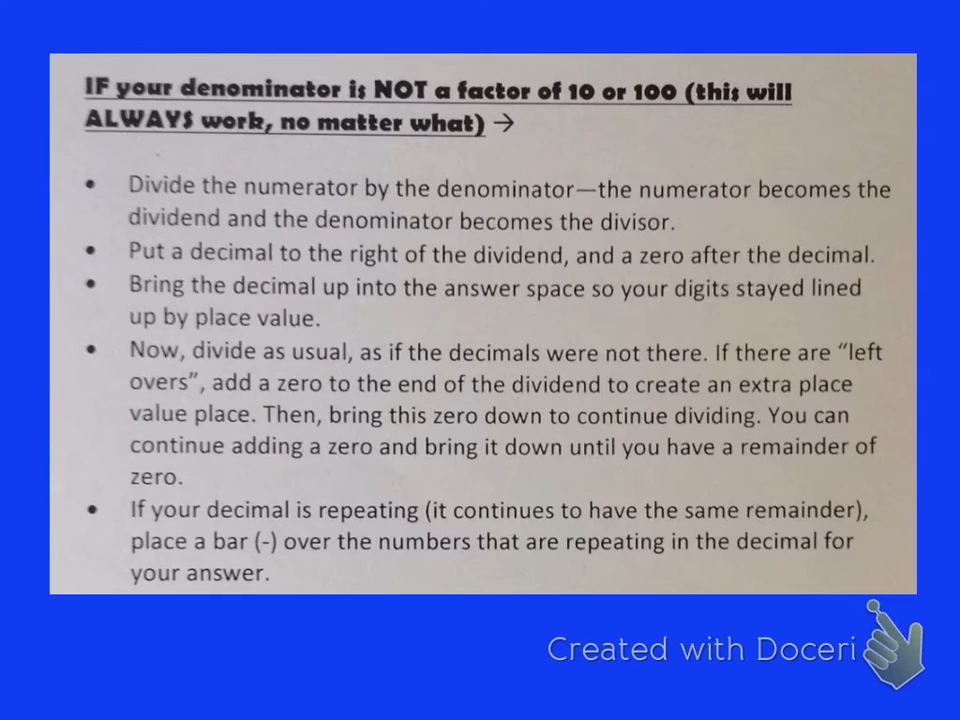 IF your denominator is NOT a factor of 10 or 100 (this will
ALWAYS work, no matter what) →
• Divide the numerator by the denominator—the numerator becomes the
dividend and the denominator becomes the divisor.
• Put a decimal to the right of the dividend, and a zero after the decimal.
• Bring the decimal up into the answer space so your digits stayed lined
up by place value.
• Now, divide as usual, as if the decimals were not there. If there are “left
overs”, add a zero to the end of the dividend to create an extra place
value place. Then, bring this zero down to continue dividing. You can
continue adding a zero and bring it down until you have a remainder of
zero.
• If your decimal is repeating (it continues to have the same remainder),
place a bar (-) over the numbers that are repeating in the decimal for
your answer.
Created with Doceri